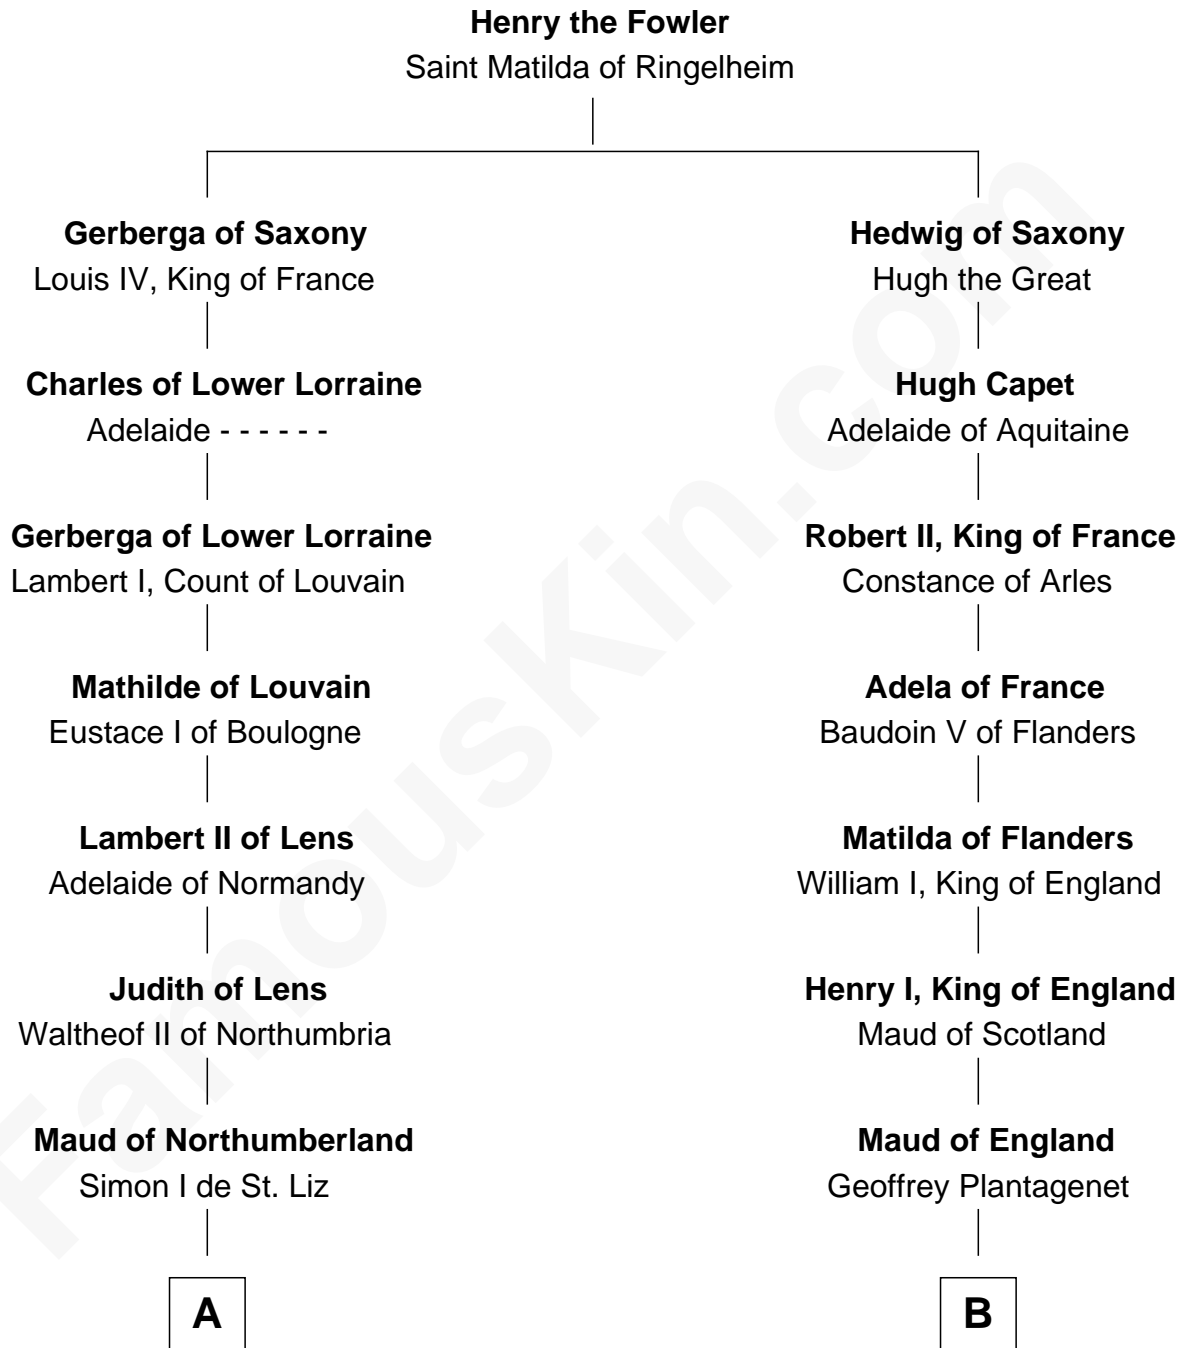 Henry the Fowler
Saint Matilda of Ringelheim
Gerberga of Saxony
Louis IV, King of France
Hedwig of Saxony
Hugh the Great
Charles of Lower Lorraine
Adelaide - - - - - -
Hugh Capet
Adelaide of Aquitaine
Gerberga of Lower Lorraine
Lambert I, Count of Louvain
Robert II, King of France
Constance of Arles
Mathilde of Louvain
Eustace I of Boulogne
Adela of France
Baudoin V of Flanders
Lambert II of Lens
Adelaide of Normandy
Matilda of Flanders
William I, King of England
Judith of Lens
Waltheof II of Northumbria
Henry I, King of England
Maud of Scotland
Maud of Northumberland
Simon I de St. Liz
Maud of England
Geoffrey Plantagenet
A
B
FamousKin.com